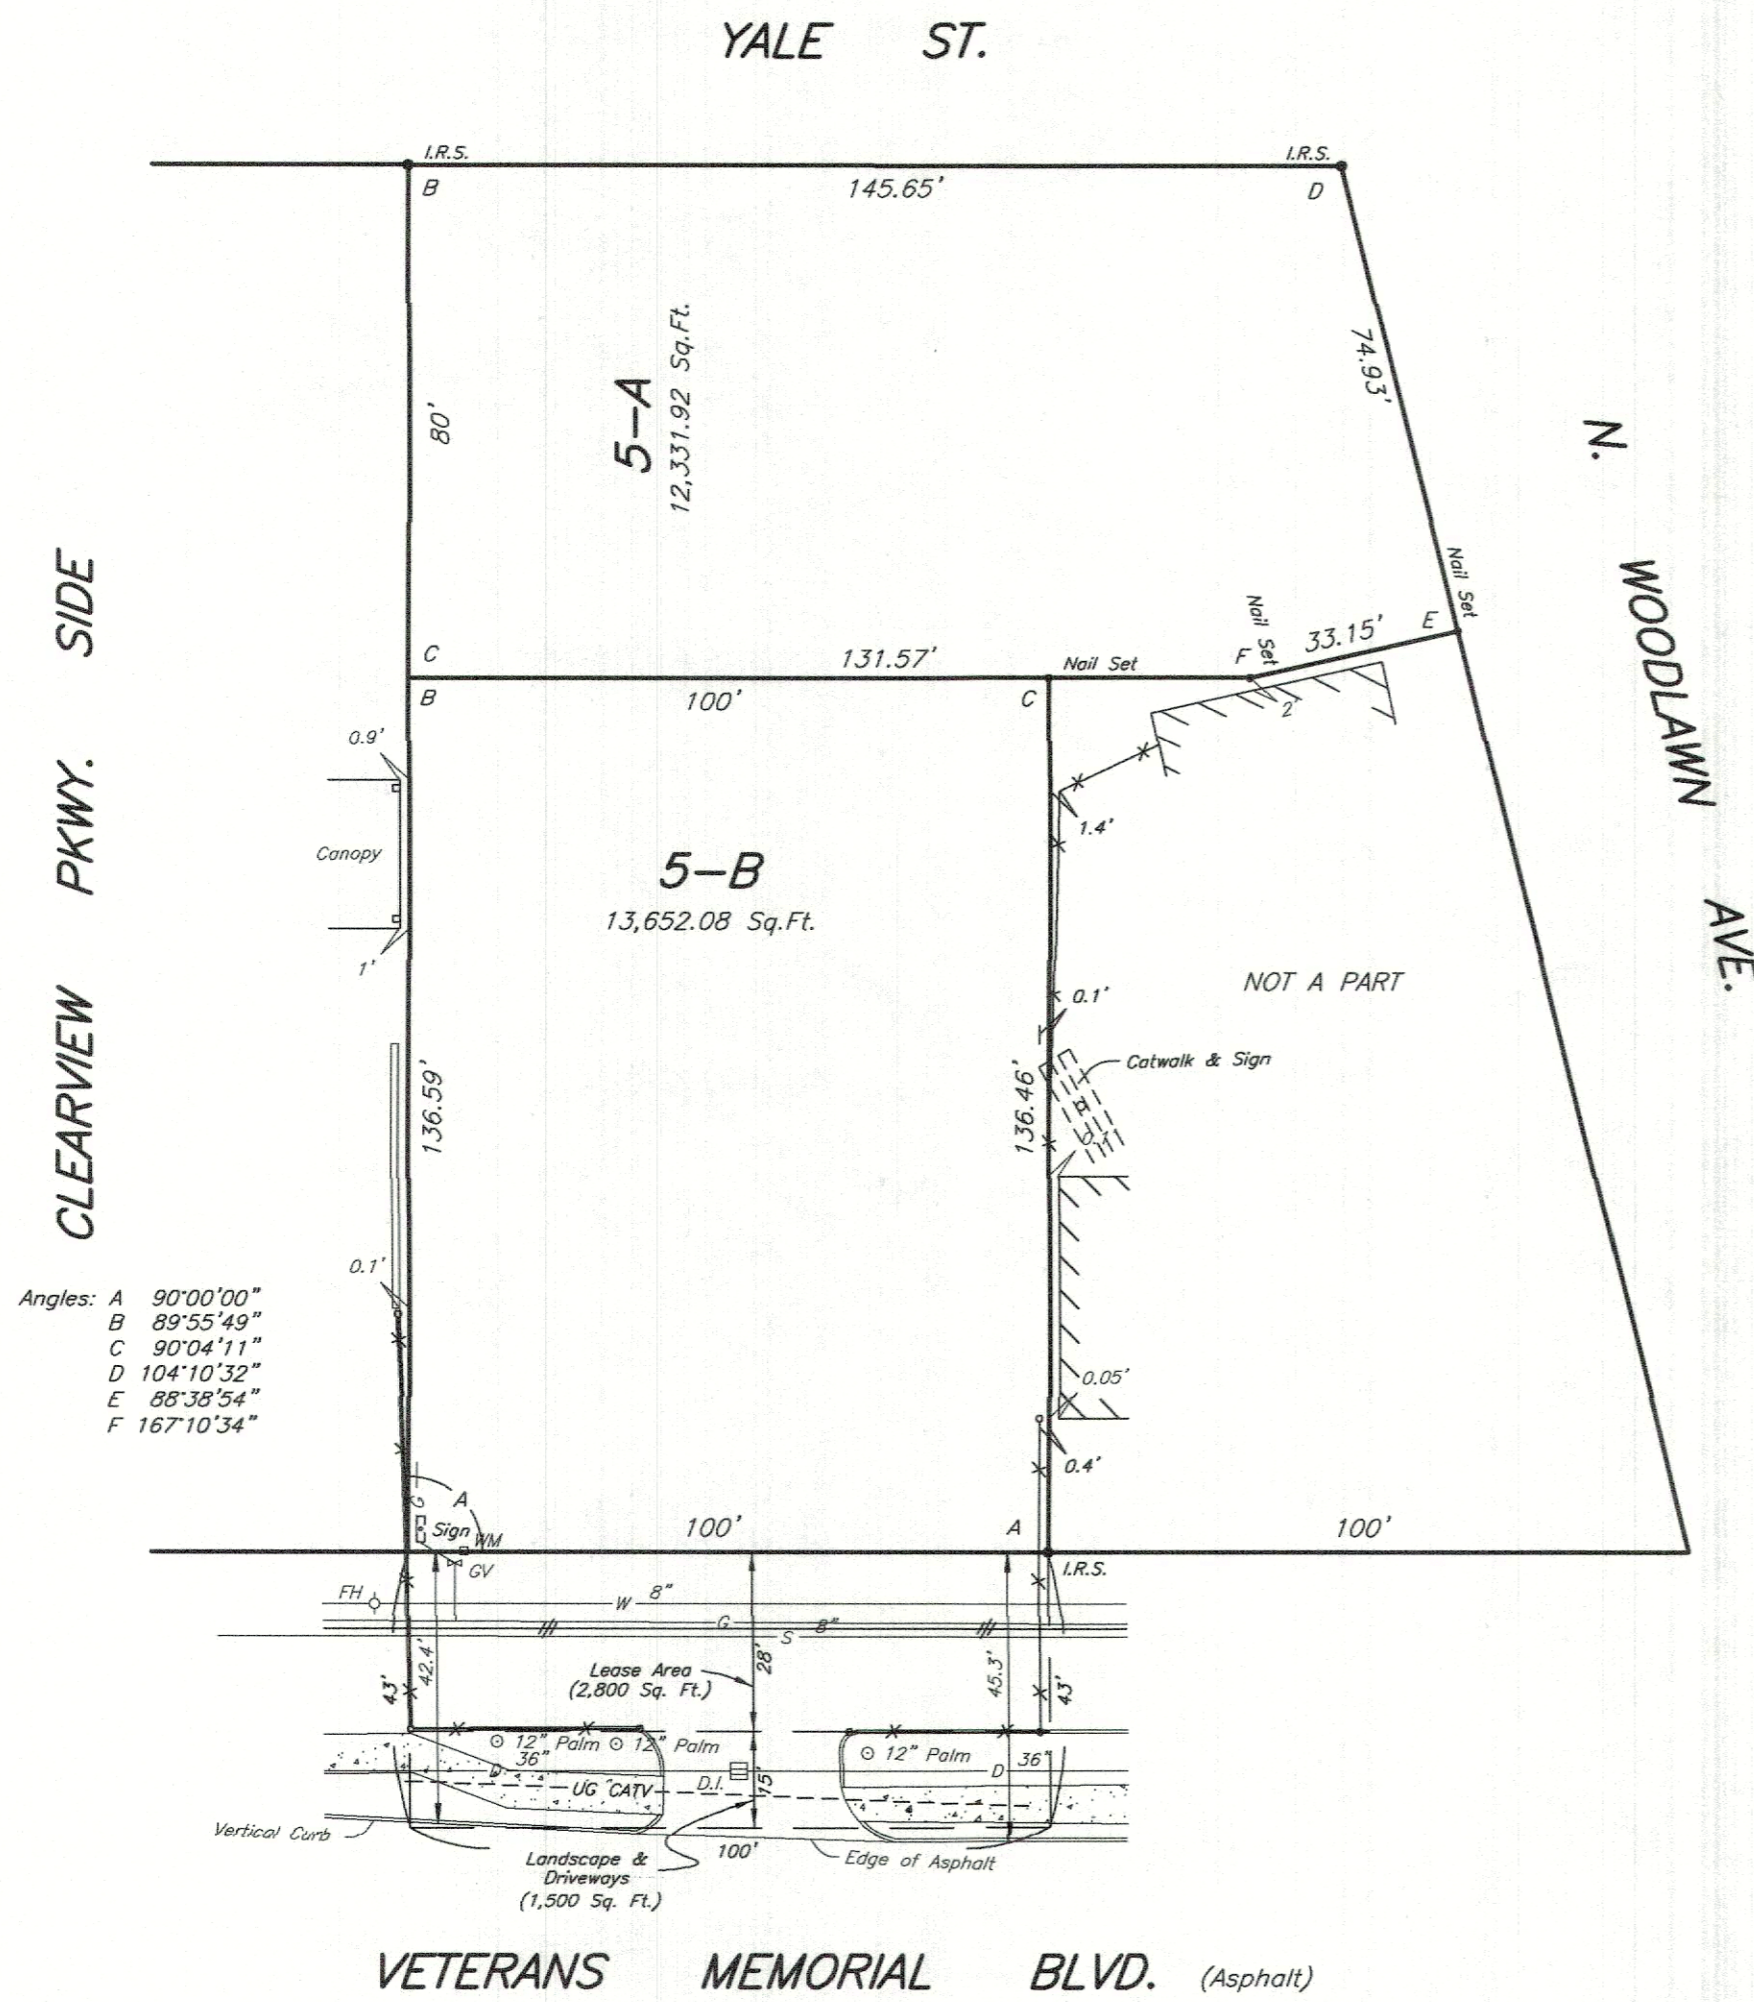 YALE ST.
I.R.S.
I.R.S.
B
145.65'
D
80'
5-A
12,331.92 Sq.Ft.
74.93'
N. WOODLAWN AVE.
Nail Set
E
33.15'
Nail Set
F
C
131.57'
Nail Set
B
100'
C
2'
CLEARVIEW PKWY. SIDE
0.9'
Canopy
1'
1.4'
5-B
13,652.08 Sq.Ft.
NOT A PART
0.1'
Catwalk & Sign
136.59'
136.46'
0.1'
Angles: A 90°00'00"
B 89°55'49"
C 90°04'11"
D 104°10'32"
E 88°38'54"
F 167°10'34"
0.05'
0.4'
G
A
Sign
WM
GV
100'
A
100'
I.R.S.
FH
W 8"
G
S 8"
43'
42.4'
Lease Area
(2,800 Sq. Ft.)
28'
45.3'
43'
12" Palm
12" Palm
12" Palm
36"
36"
D
D
UG CATV
D.I.
15'
Vertical Curb
100'
Edge of Asphalt
Landscape &
Driveways
(1,500 Sq. Ft.)
VETERANS MEMORIAL BLVD. (Asphalt)